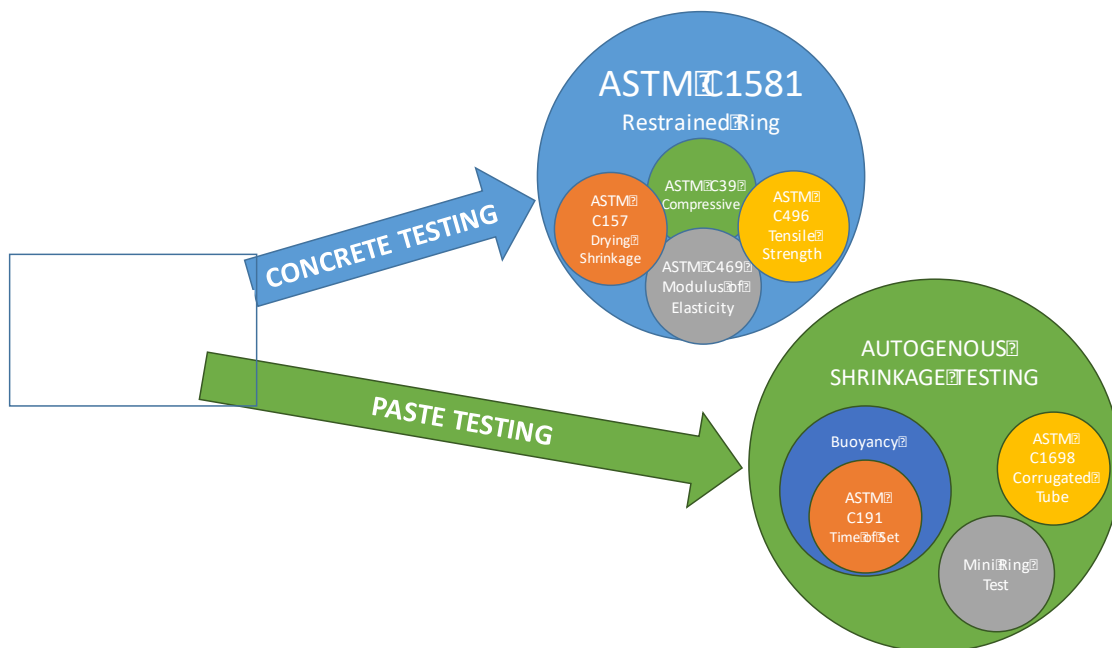 ASTM C1581
Restrained Ring
ASTM C39
Compressive
ASTM
C157
Drying
Shrinkage
ASTM
C496
Tensile
Strength
ASTM C469
Modulus of
Elasticity
CONCRETE TESTING
PASTE TESTING
AUTOGENOUS
SHRINKAGE TESTING
Buoyancy
ASTM
C191
Time of Set
ASTM
C1698
Corrugated
Tube
Mini Ring
Test